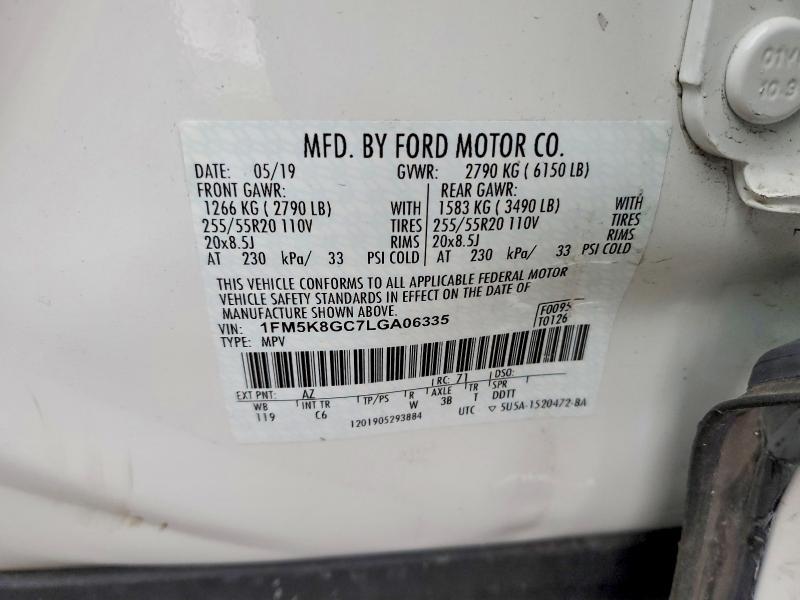 MFD. BY FORD MOTOR CO.
DATE: 05/19 GVWR: 2790 KG ( 6150 LB)
FRONT GAWR: REAR GAWR:
1266 KG ( 2790 LB) WITH 1583 KG ( 3490 LB) WITH
255/55R20 110V TIRES 255/55R20 110V TIRES
20x8.5J RIMS 20x8.5J RIMS
AT 230 kPa/ 33 PSI COLD AT 230 kPa/ 33 PSI COLD
THIS VEHICLE CONFORMS TO ALL APPLICABLE FEDERAL MOTOR
VEHICLE SAFETY STANDARDS IN EFFECT ON THE DATE OF
MANUFACTURE SHOWN ABOVE.
VIN: 1FM5K8GC7LGA06335 F0095
TYPE: MPV T0126
EXT PNT: AZ RC: 71 DSO:
WB INT TR TP/PS R AXLE TR SPR
119 C6 W 3B T DDTT
1201905293884 UTC ▽ 5U5A-1520472-BA